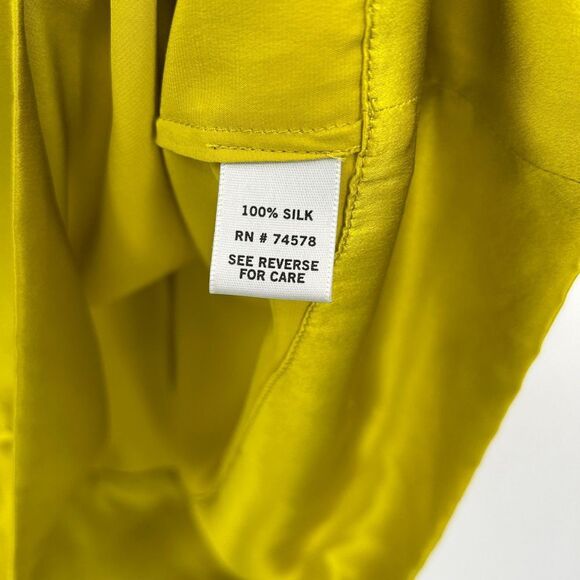 100% SILK
RN # 74578
SEE REVERSE
FOR CARE